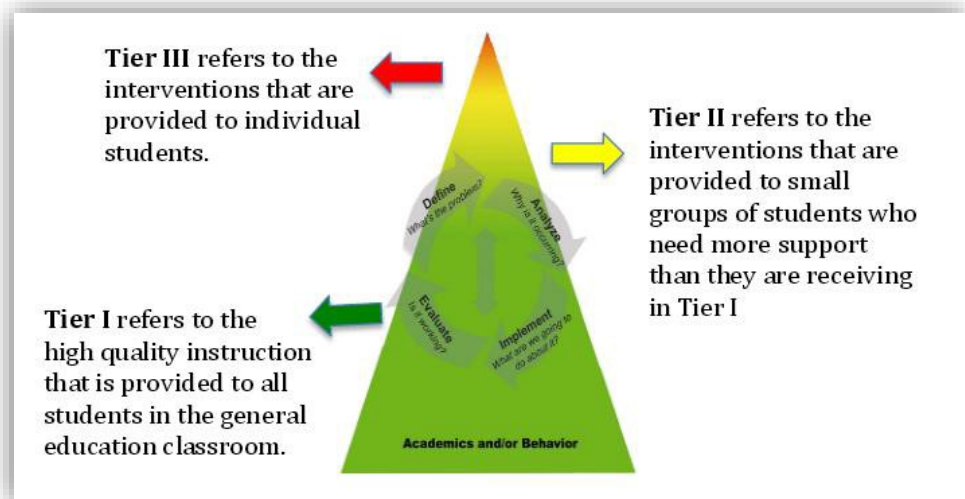 Tier III refers to the
interventions that are
provided to individual
students.
Tier II refers to the
interventions that are
provided to small
groups of students who
need more support
than they are receiving
in Tier I
Define
What's the problem?
Analyze
Why is it occurring?
Implement
What are we going to
do about it?
Evaluate
Is it working?
Tier I refers to the
high quality instruction
that is provided to all
students in the general
education classroom.
Academics and/or Behavior